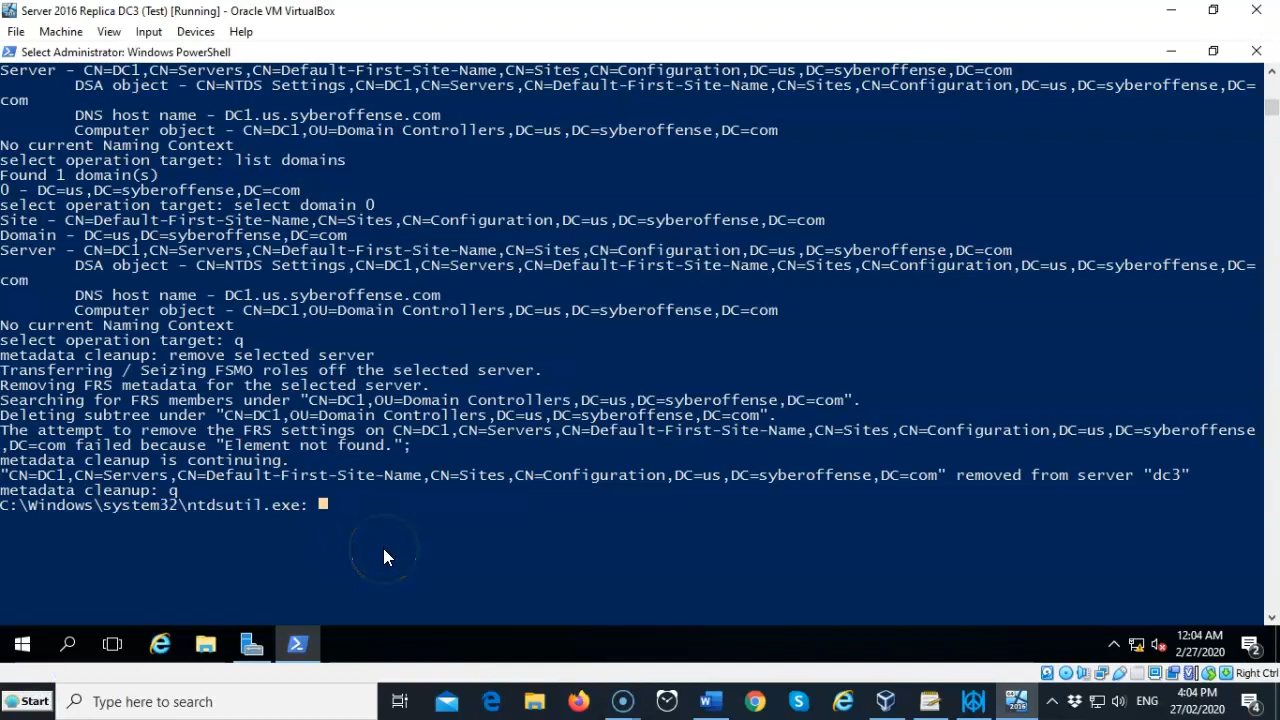 Server 2016 Replica DC3 (Test) [Running] - Oracle VM VirtualBox
File Machine View Input Devices Help
Select Administrator: Windows PowerShell
Server - CN=DC1,CN=Servers,CN=Default-First-Site-Name,CN=Sites,CN=Configuration,DC=us,DC=syberoffense,DC=com
DSA object - CN=NTDS Settings,CN=DC1,CN=Servers,CN=Default-First-Site-Name,CN=Sites,CN=Configuration,DC=us,DC=syberoffense,DC=
com
DNS host name - DC1.us.syberoffense.com
Computer object - CN=DC1,OU=Domain Controllers,DC=us,DC=syberoffense,DC=com
No current Naming Context
select operation target: list domains
Found 1 domain(s)
0 - DC=us,DC=syberoffense,DC=com
select operation target: select domain 0
Site - CN=Default-First-Site-Name,CN=Sites,CN=Configuration,DC=us,DC=syberoffense,DC=com
Domain - DC=us,DC=syberoffense,DC=com
Server - CN=DC1,CN=Servers,CN=Default-First-Site-Name,CN=Sites,CN=Configuration,DC=us,DC=syberoffense,DC=com
DSA object - CN=NTDS Settings,CN=DC1,CN=Servers,CN=Default-First-Site-Name,CN=Sites,CN=Configuration,DC=us,DC=syberoffense,DC=
com
DNS host name - DC1.us.syberoffense.com
Computer object - CN=DC1,OU=Domain Controllers,DC=us,DC=syberoffense,DC=com
No current Naming Context
select operation target: q
metadata cleanup: remove selected server
Transferring / Seizing FSMO roles off the selected server.
Removing FRS metadata for the selected server.
Searching for FRS members under "CN=DC1,OU=Domain Controllers,DC=us,DC=syberoffense,DC=com".
Deleting subtree under "CN=DC1,OU=Domain Controllers,DC=us,DC=syberoffense,DC=com".
The attempt to remove the FRS settings on CN=DC1,CN=Servers,CN=Default-First-Site-Name,CN=Sites,CN=Configuration,DC=us,DC=syberoffense
,DC=com failed because "Element not found.";
metadata cleanup is continuing.
"CN=DC1,CN=Servers,CN=Default-First-Site-Name,CN=Sites,CN=Configuration,DC=us,DC=syberoffense,DC=com" removed from server "dc3"
metadata cleanup: q
C:\Windows\system32\ntdsutil.exe:
12:04 AM
2/27/2020
2
Right Ctrl
Start
Type here to search
2016
ENG
4:04 PM
27/02/2020
4